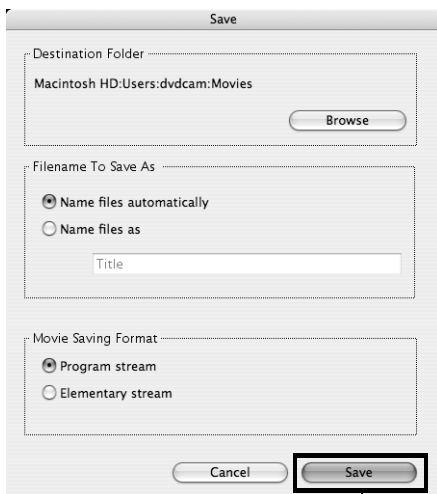 Save
Destination Folder
Macintosh HD:Users:dvdcam:Movies
Browse
Filename To Save As
Name files automatically
Name files as
Title
Movie Saving Format
Program stream
Elementary stream
Cancel Save